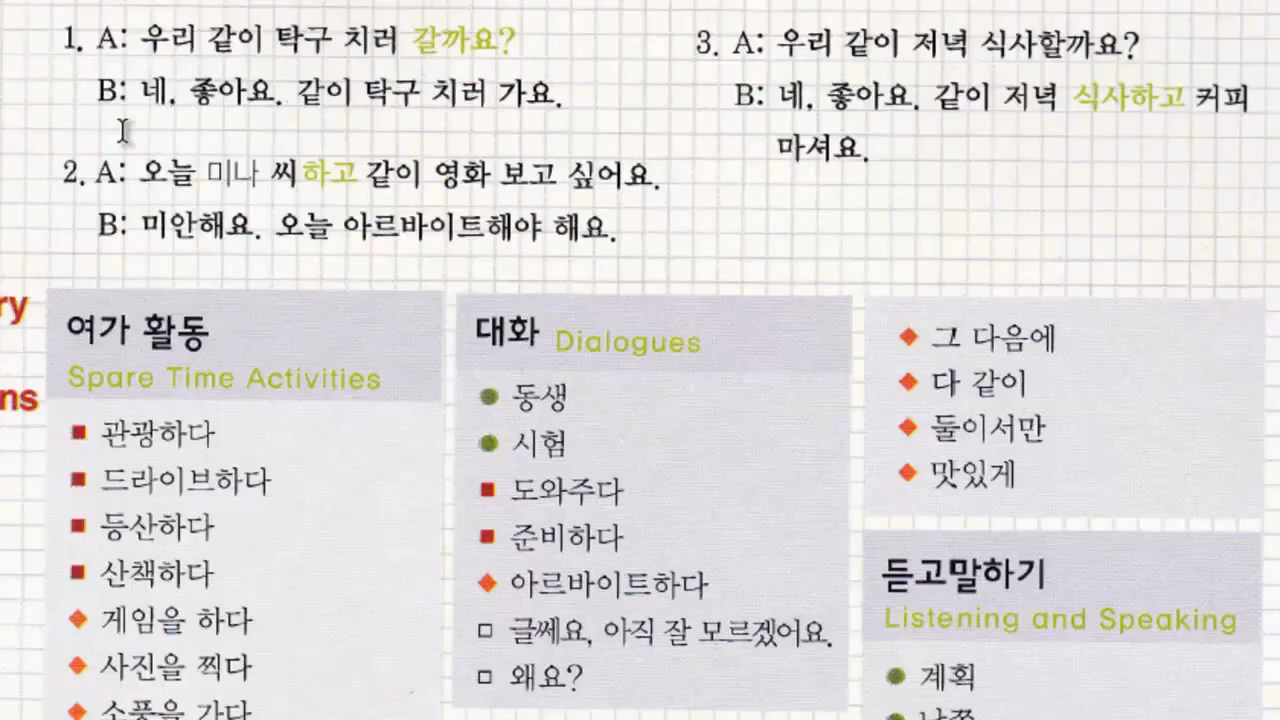 1. A: 우리 같이 탁구 치러 갈까요?
B: 네. 좋아요. 같이 탁구 치러 가요.
2. A: 오늘 미나 씨하고 같이 영화 보고 싶어요.
B: 미안해요. 오늘 아르바이트해야 해요.
3. A: 우리 같이 저녁 식사할까요?
B: 네. 좋아요. 같이 저녁 식사하고 커피
마셔요.
ry
ns
여가 활동
Spare Time Activities
관광하다
드라이브하다
등산하다
산책하다
게임을 하다
사진을 찍다
소풍을 가다
대화 Dialogues
동생
시험
도와주다
준비하다
아르바이트하다
글쎄요, 아직 잘 모르겠어요.
왜요?
그 다음에
다 같이
둘이서만
맛있게
듣고말하기
Listening and Speaking
계획